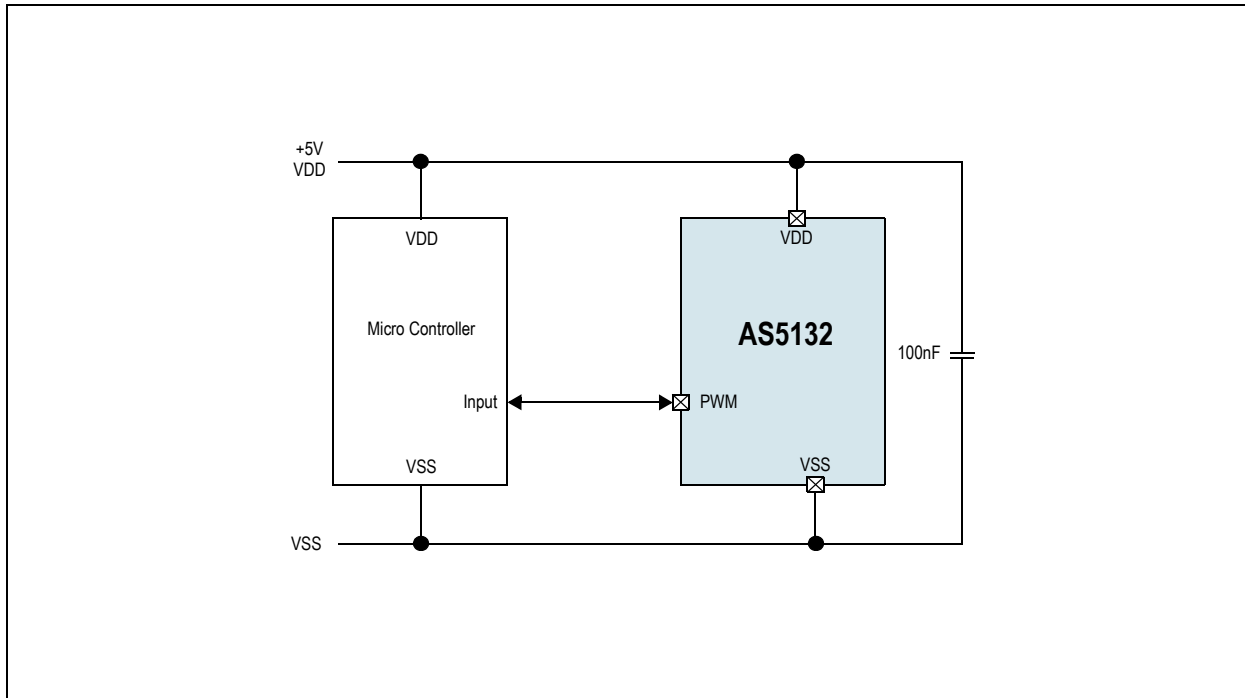 +5V
VDD
VDD
VDD
Micro Controller
AS5132
100nF
Input
PWM
VSS
VSS
VSS